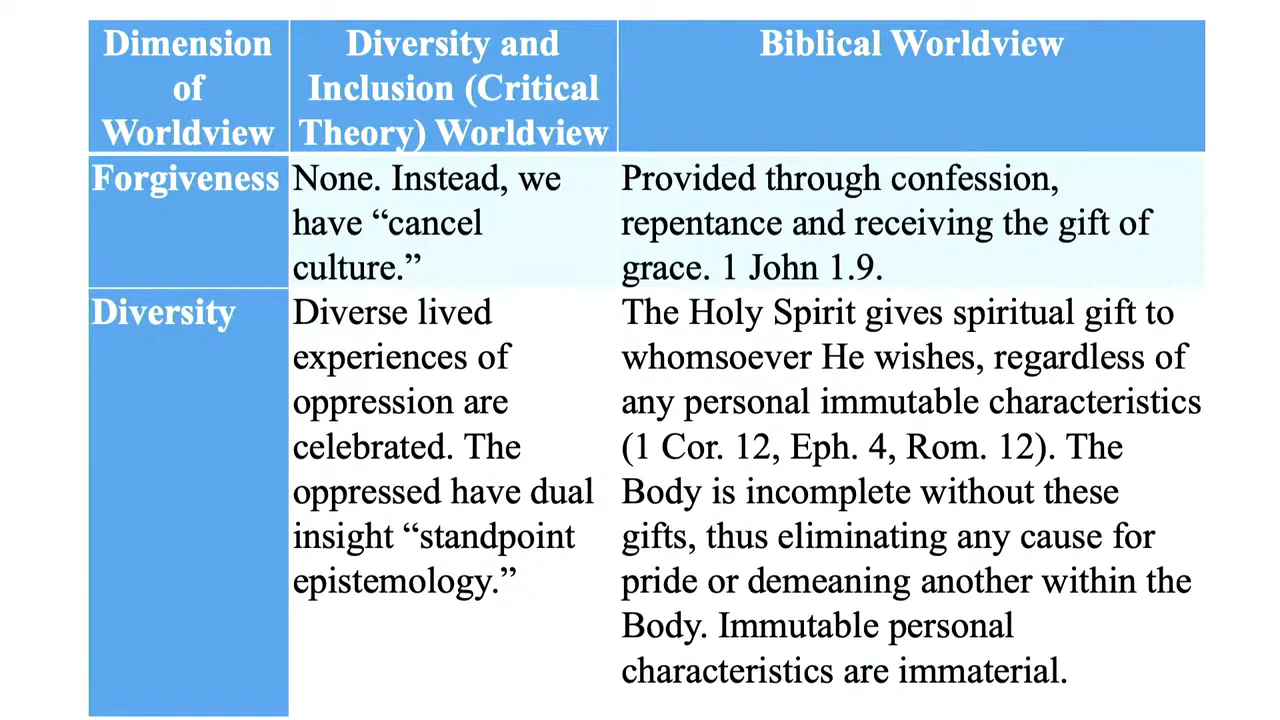 Dimension of Worldview
Diversity and Inclusion (Critical Theory) Worldview
Biblical Worldview
Forgiveness
None. Instead, we
have “cancel
culture.”
Provided through confession,
repentance and receiving the gift of
grace. 1 John 1.9.
Diversity
Diverse lived
experiences of
oppression are
celebrated. The
oppressed have dual
insight “standpoint
epistemology.”
The Holy Spirit gives spiritual gift to
whomsoever He wishes, regardless of
any personal immutable characteristics
(1 Cor. 12, Eph. 4, Rom. 12). The
Body is incomplete without these
gifts, thus eliminating any cause for
pride or demeaning another within the
Body. Immutable personal
characteristics are immaterial.